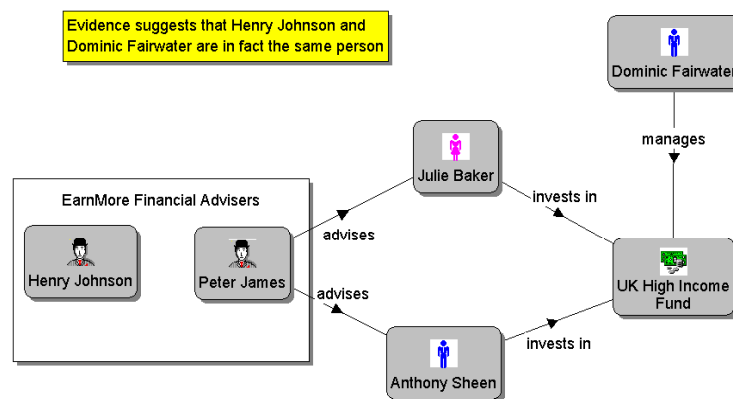 Evidence suggests that Henry Johnson and
Dominic Fairwater are in fact the same person
Dominic Fairwater
manages
Julie Baker
invests in
EarnMore Financial Advisers
advises
Henry Johnson
Peter James
UK High Income
Fund
advises
invests in
Anthony Sheen